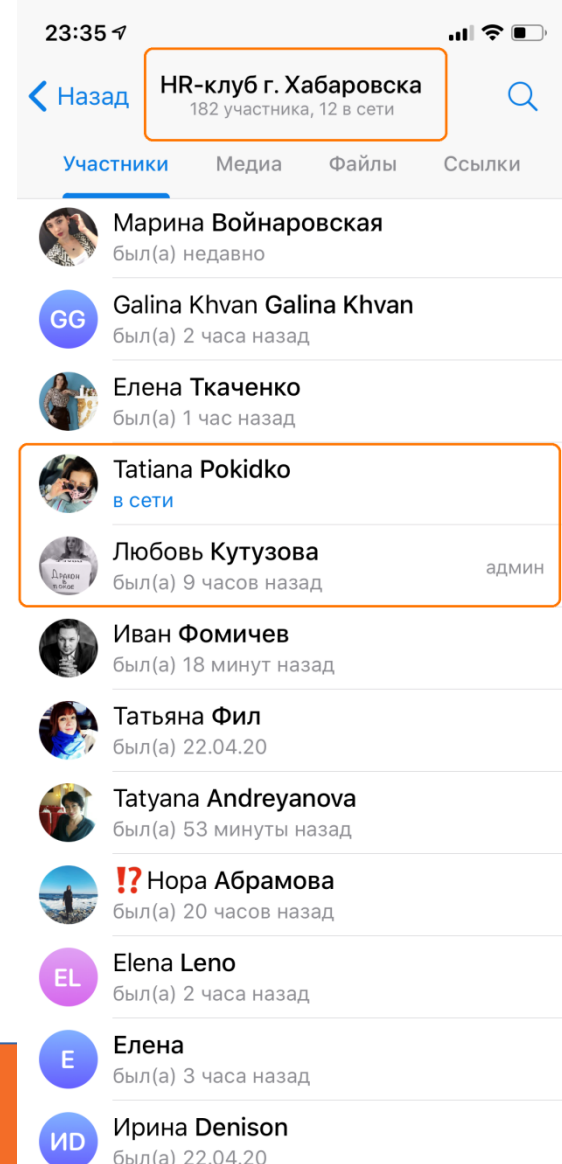 23:35
Назад
HR-клуб г. Хабаровска
182 участника, 12 в сети
Участники Медиа Файлы Ссылки
Марина Войнаровская
был(а) недавно
GG
Galina Khvan Galina Khvan
был(а) 2 часа назад
Елена Ткаченко
был(а) 1 час назад
Tatiana Pokidko
в сети
Любовь Кутузова
был(а) 9 часов назад
админ
Иван Фомичев
был(а) 18 минут назад
Татьяна Фил
был(а) 22.04.20
Tatyana Andreyanova
был(а) 53 минуты назад
⁉️Нора Абрамова
был(а) 20 часов назад
EL
Elena Leno
был(а) 2 часа назад
Е
Елена
был(а) 3 часа назад
ИD
Ирина Denison
был(а) 22.04.20